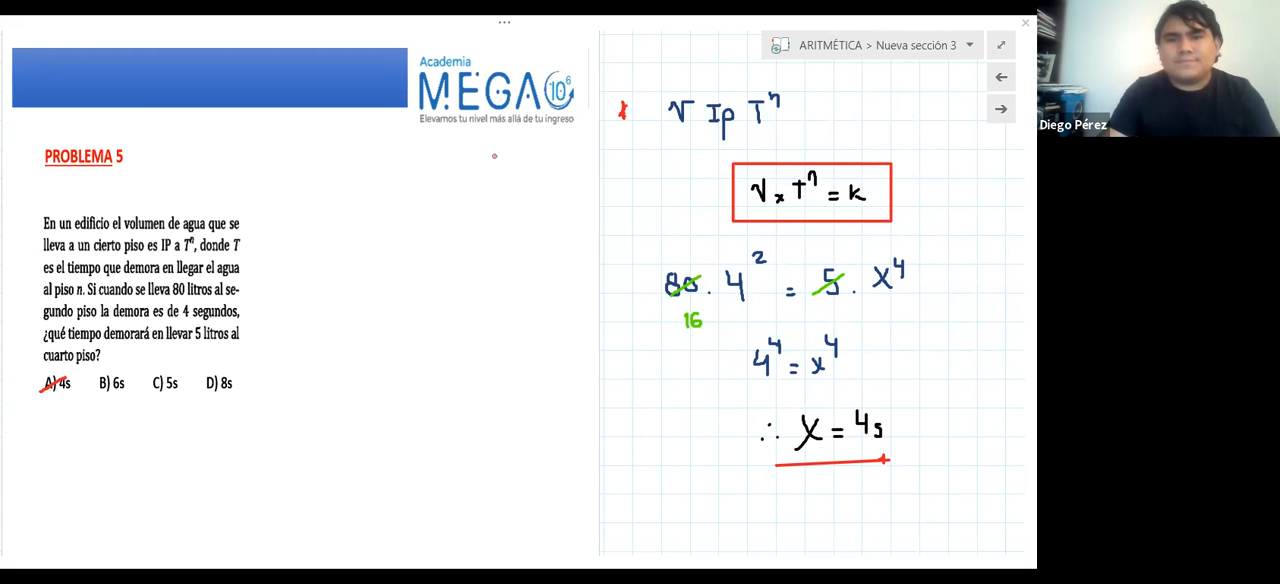 ARITMÉTICA > Nueva sección 3
Diego Pérez
Academia
MEGA 10⁶
Elevamos tu nivel más allá de tu ingreso
PROBLEMA 5
En un edificio el volumen de agua que se
lleva a un cierto piso es IP a Tⁿ, donde T
es el tiempo que demora en llegar el agua
al piso n. Si cuando se lleva 80 litros al se-
gundo piso la demora es de 4 segundos,
¿qué tiempo demorará en llevar 5 litros al
cuarto piso?
A) 4s B) 6s C) 5s D) 8s
V Ip Tⁿ
V x Tⁿ = K
80 . 4² = 5 . x⁴
16
4⁴ = x⁴
∴ x = 4s